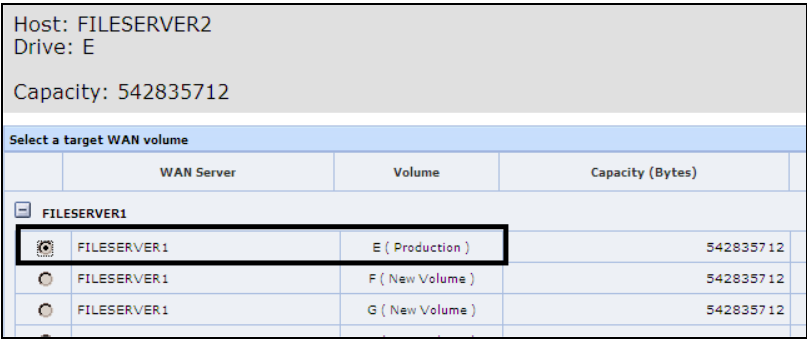 Host: FILESERVER2
Drive: E
Capacity: 542835712
Select a target WAN volume
WAN Server Volume Capacity (Bytes)
FILESERVER1
FILESERVER1 E ( Production ) 542835712
FILESERVER1 F ( New Volume ) 542835712
FILESERVER1 G ( New Volume ) 542835712